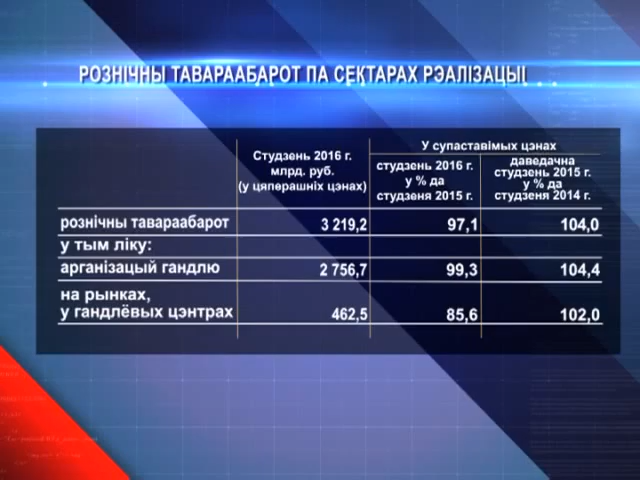 РОЗНІЧНЫ ТАВАРААБАРОТ ПА СЕКТАРАХ РЭАЛІЗАЦЫІ
Студзень 2016 г.
млрд. руб.
(у цяперашніх цэнах)
У супаставімых цэнах
студзень 2016 г.
у % да
студзеня 2015 г.
даведачна
студзень 2015 г.
у % да
студзеня 2014 г.
рознічны тавараабарот 3 219,2 97,1 104,0
у тым ліку:
арганізацый гандлю 2 756,7 99,3 104,4
на рынках,
у гандлёвых цэнтрах 462,5 85,6 102,0